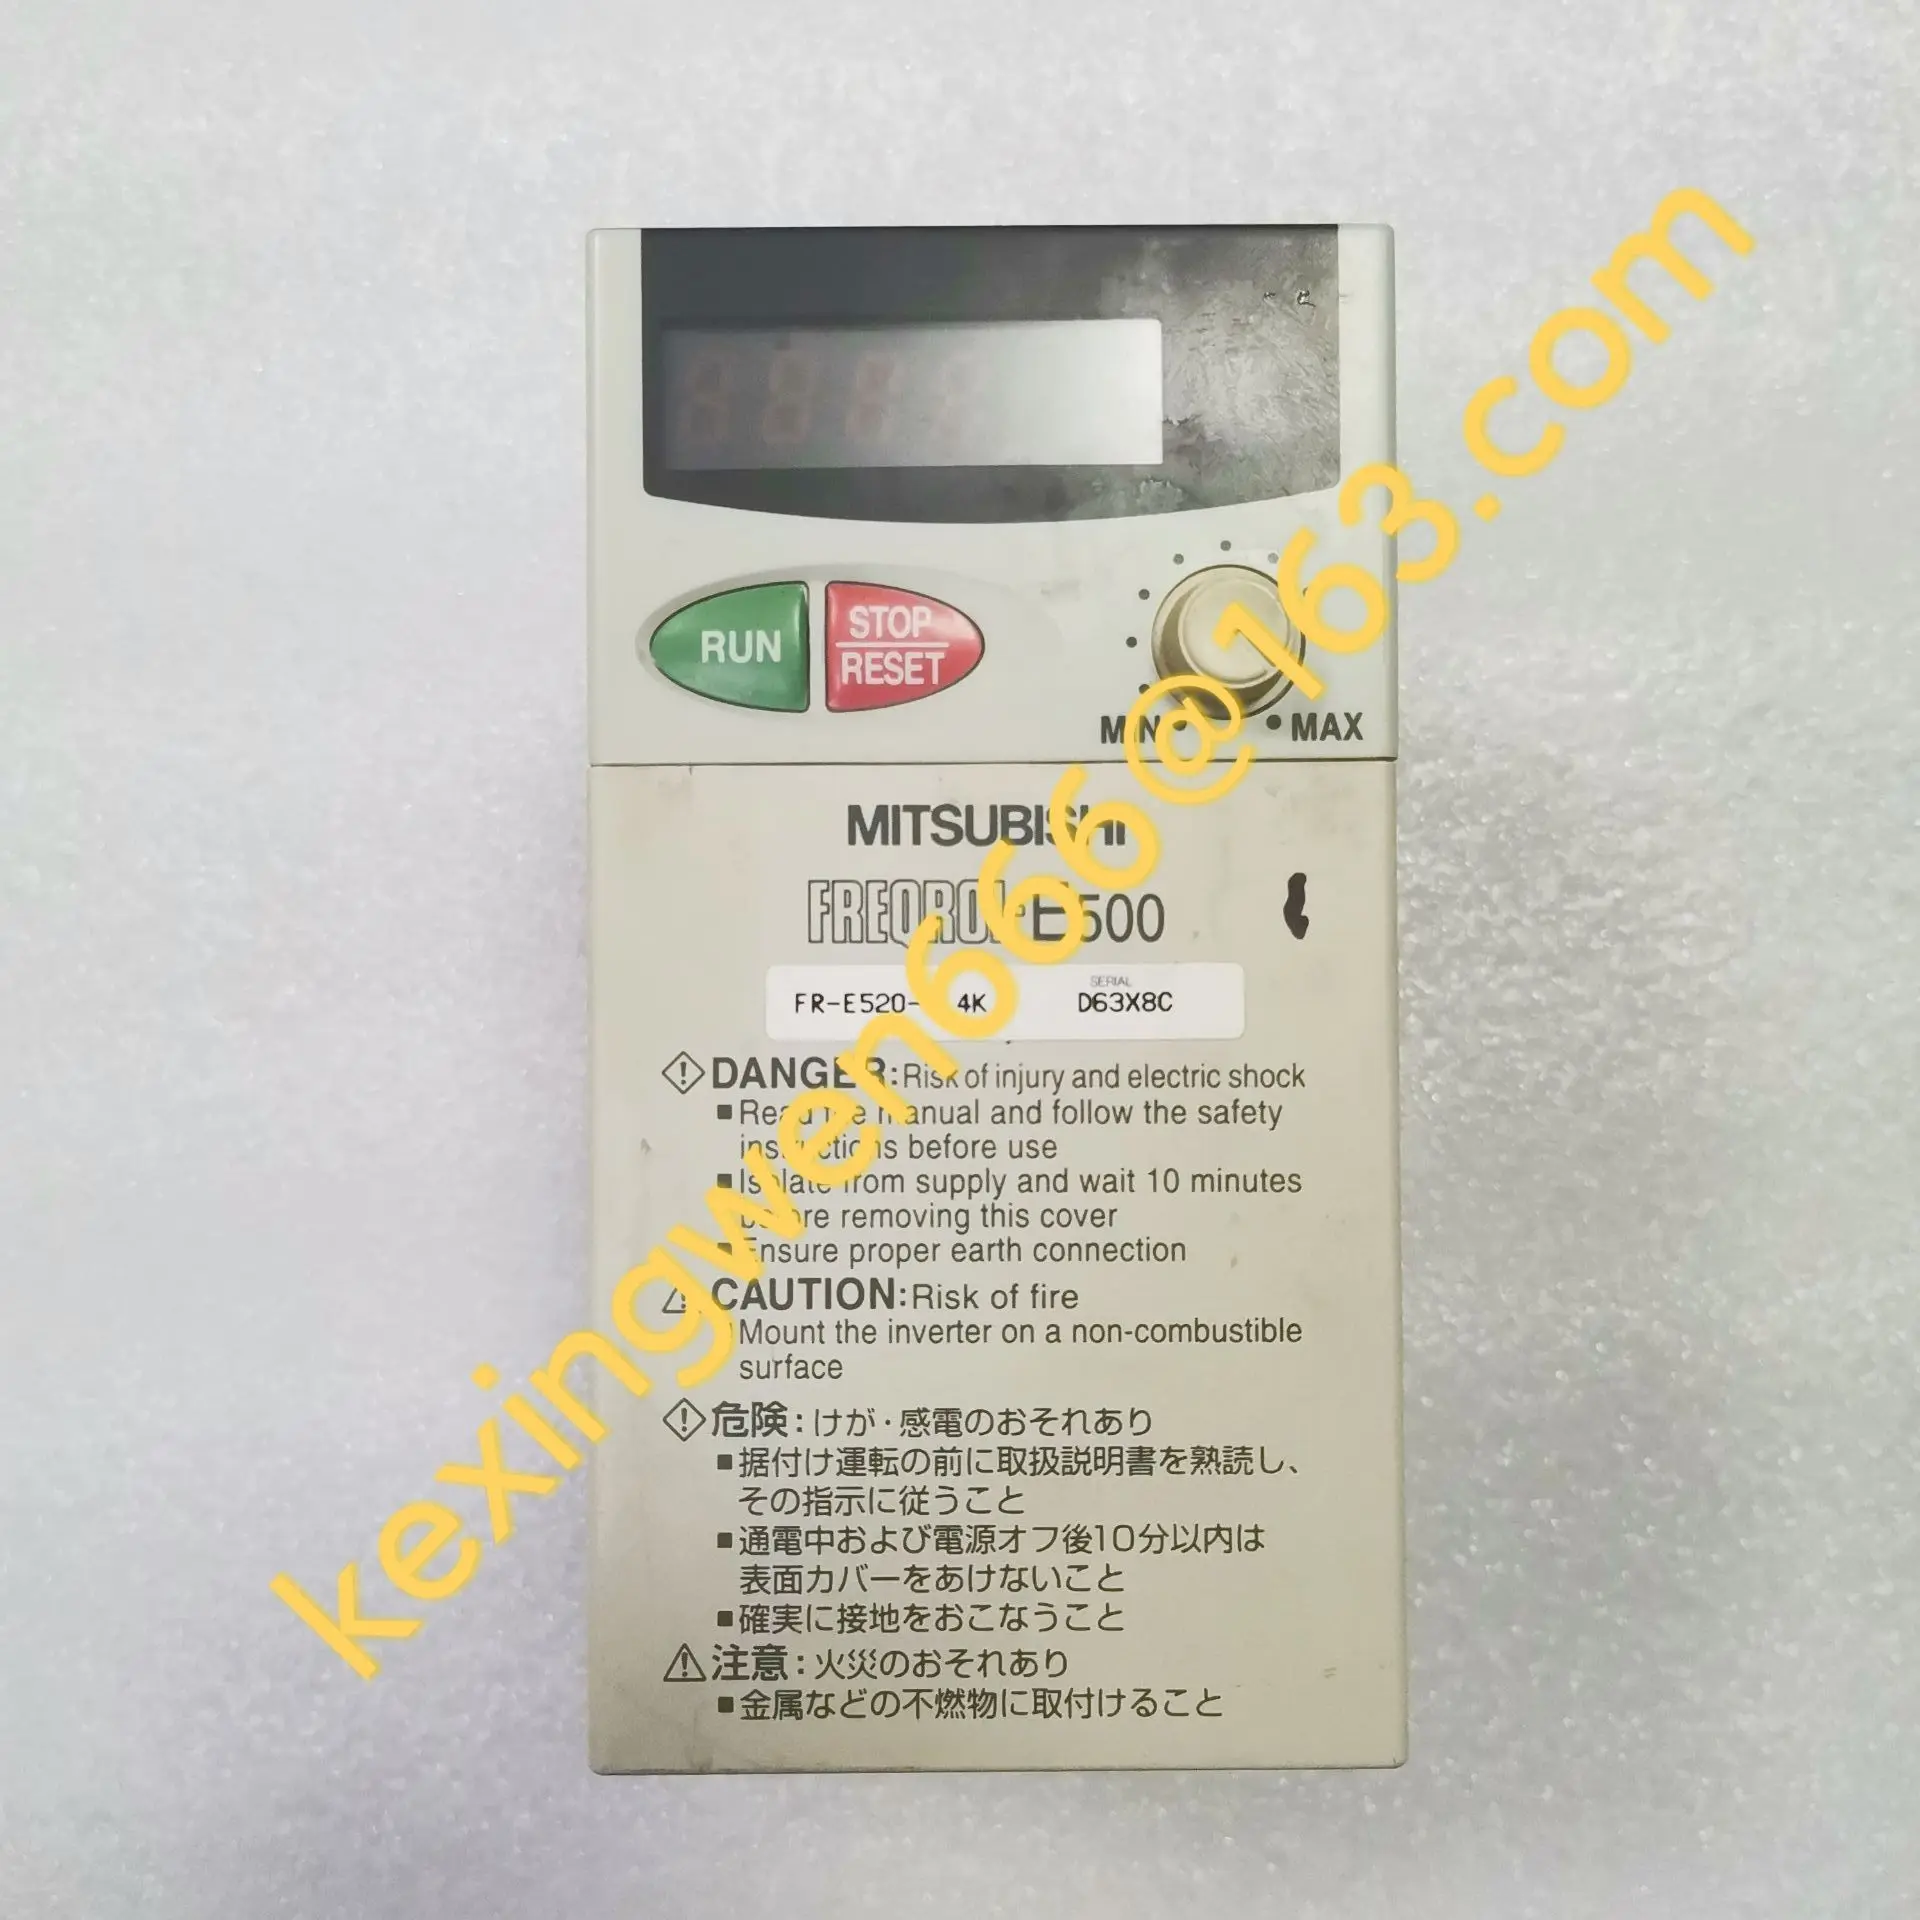 RUN
STOP
RESET
MIN
MAX
MITSUBISHI
FREQROL-E500
SERIAL
FR-E520- 4K D63X8C
DANGER:Risk of injury and electric shock
■Read the manual and follow the safety
instructions before use
■Isolate from supply and wait 10 minutes
before removing this cover
■Ensure proper earth connection
CAUTION:Risk of fire
Mount the inverter on a non-combustible
surface
危険:けが・感電のおそれあり
■据付け運転の前に取扱説明書を熟読し、
その指示に従うこと
■通電中および電源オフ後10分以内は
表面カバーをあけないこと
■確実に接地をおこなうこと
注意:火災のおそれあり
■金属などの不燃物に取付けること
kexingwen666@163.com